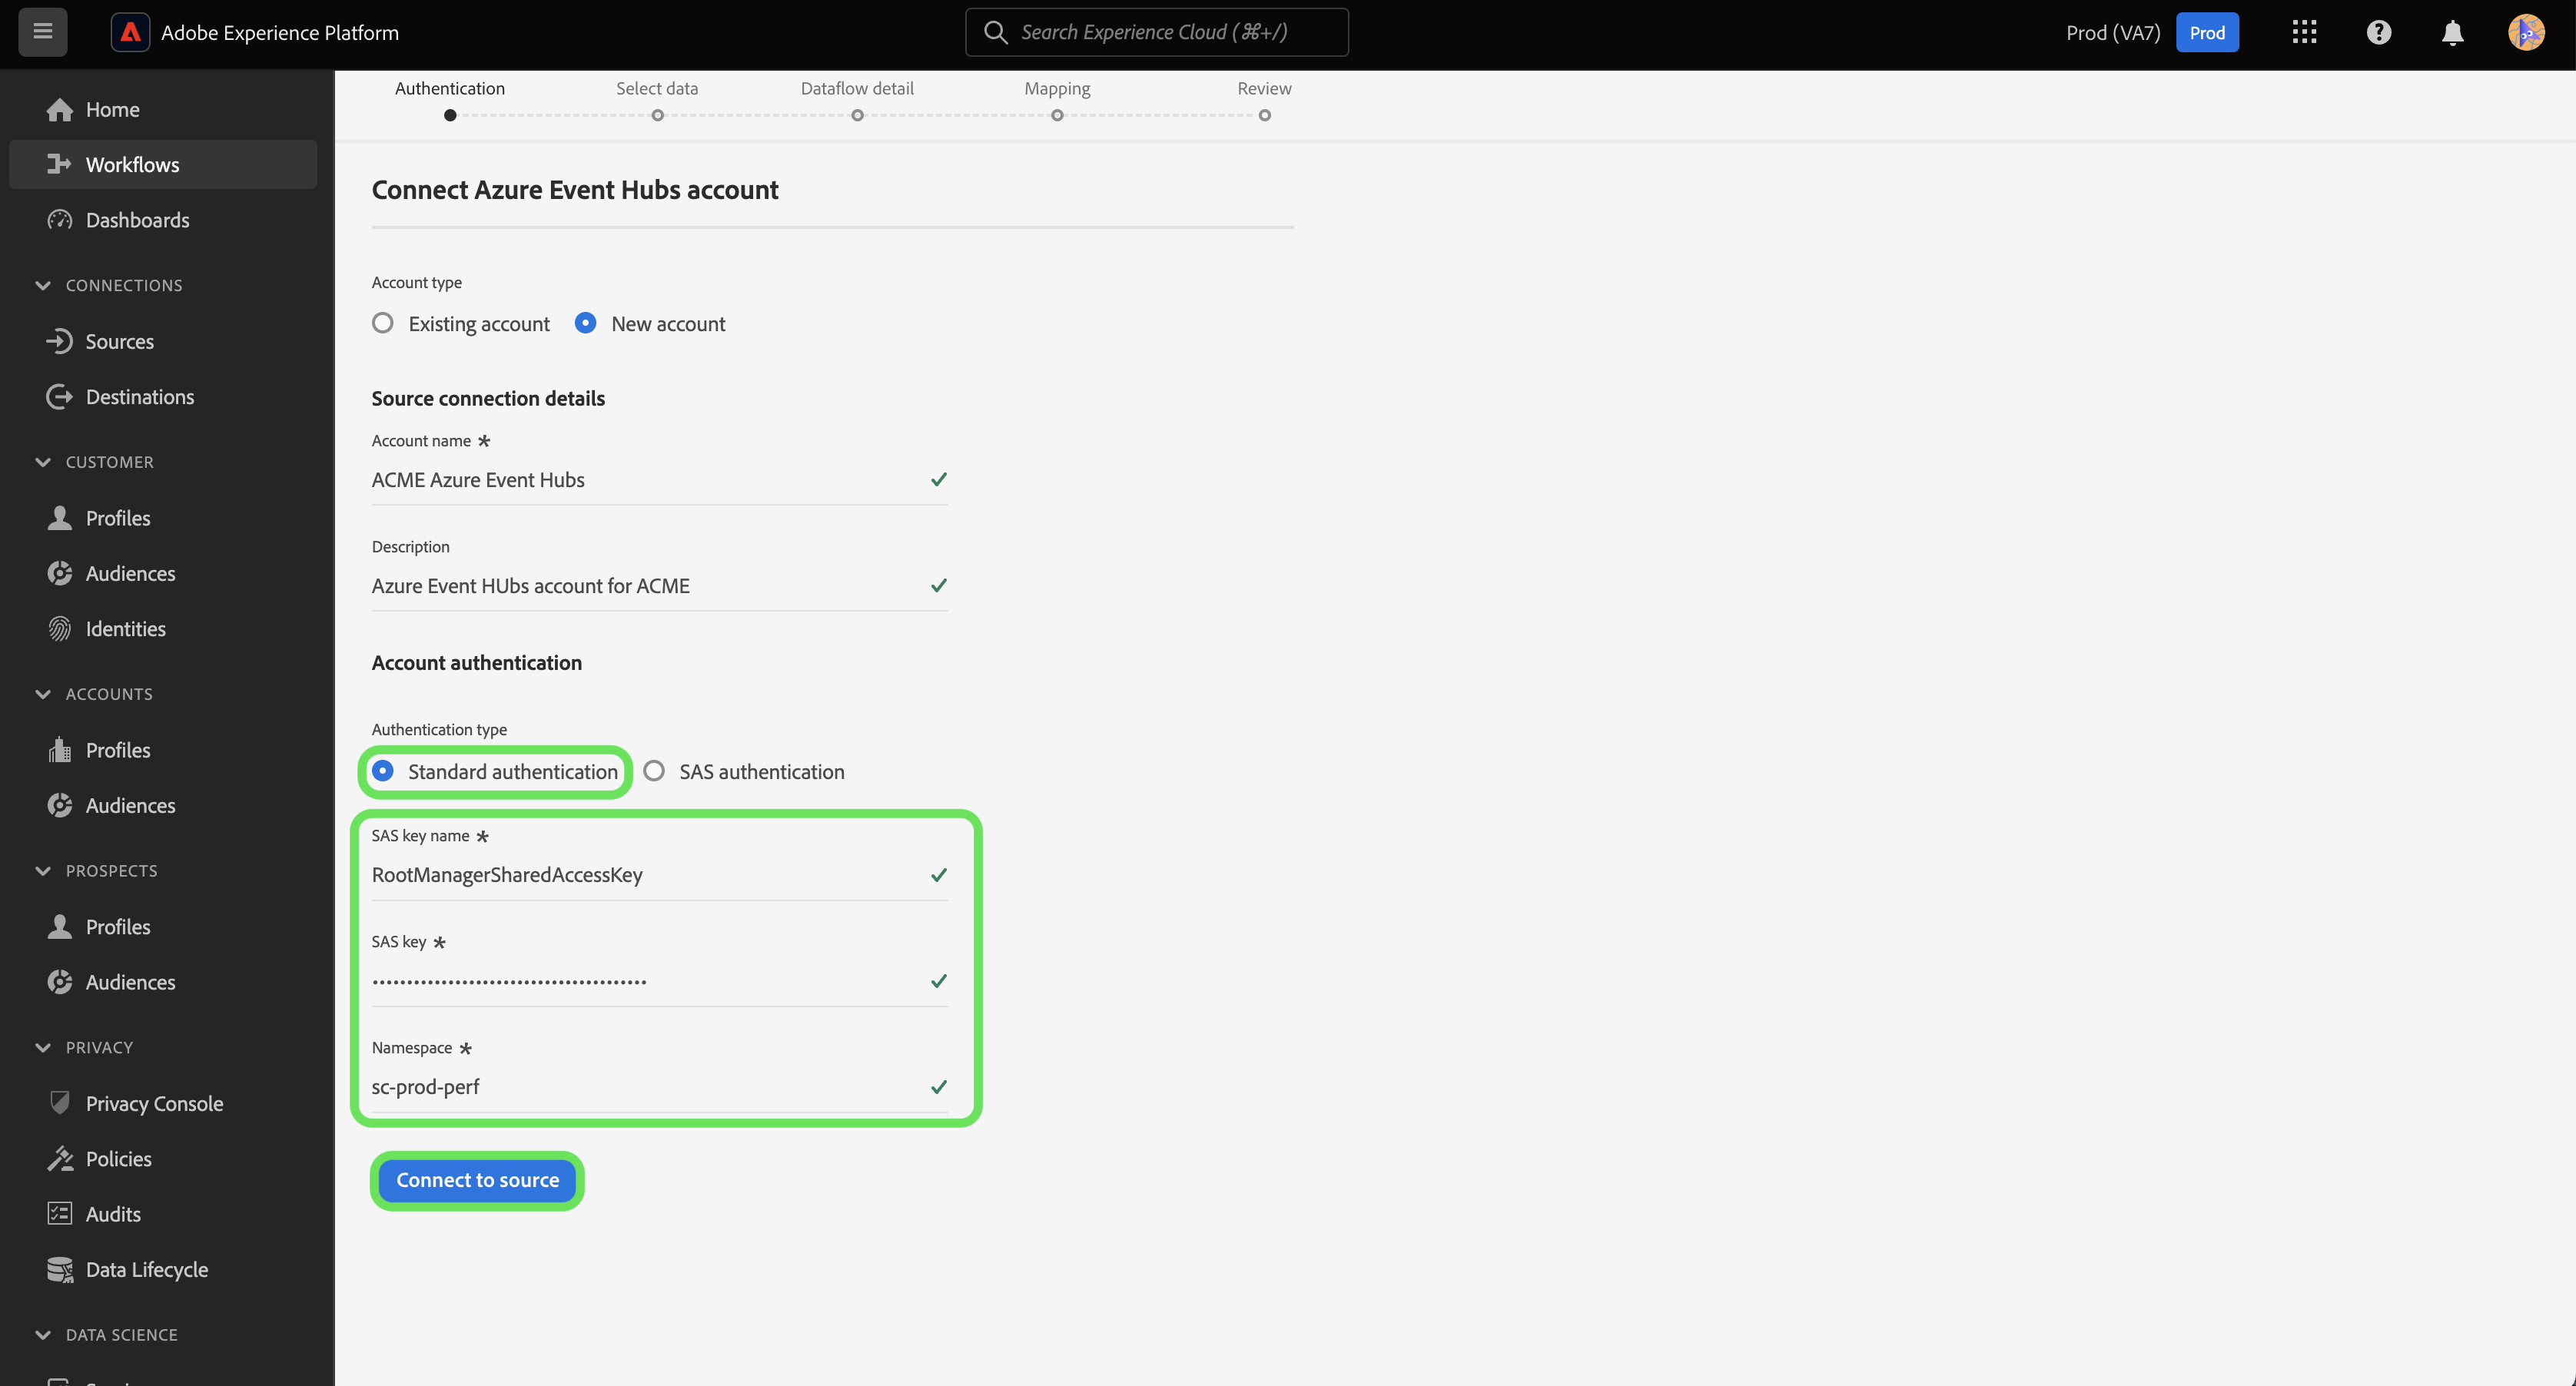 Adobe Experience Platform
Search Experience Cloud (⌘+/)
Prod (VA7)
Prod
Home
Workflows
Dashboards
CONNECTIONS
Sources
Destinations
CUSTOMER
Profiles
Audiences
Identities
ACCOUNTS
Profiles
Audiences
PROSPECTS
Profiles
Audiences
PRIVACY
Privacy Console
Policies
Audits
Data Lifecycle
DATA SCIENCE
Authentication
Select data
Dataflow detail
Mapping
Review
Connect Azure Event Hubs account
Account type
Existing account
New account
Source connection details
Account name *
ACME Azure Event Hubs
Description
Azure Event HUbs account for ACME
Account authentication
Authentication type
Standard authentication
SAS authentication
SAS key name *
RootManagerSharedAccessKey
SAS key *
••••••••••••••••••••••••••••••••••••••••
Namespace *
sc-prod-perf
Connect to source